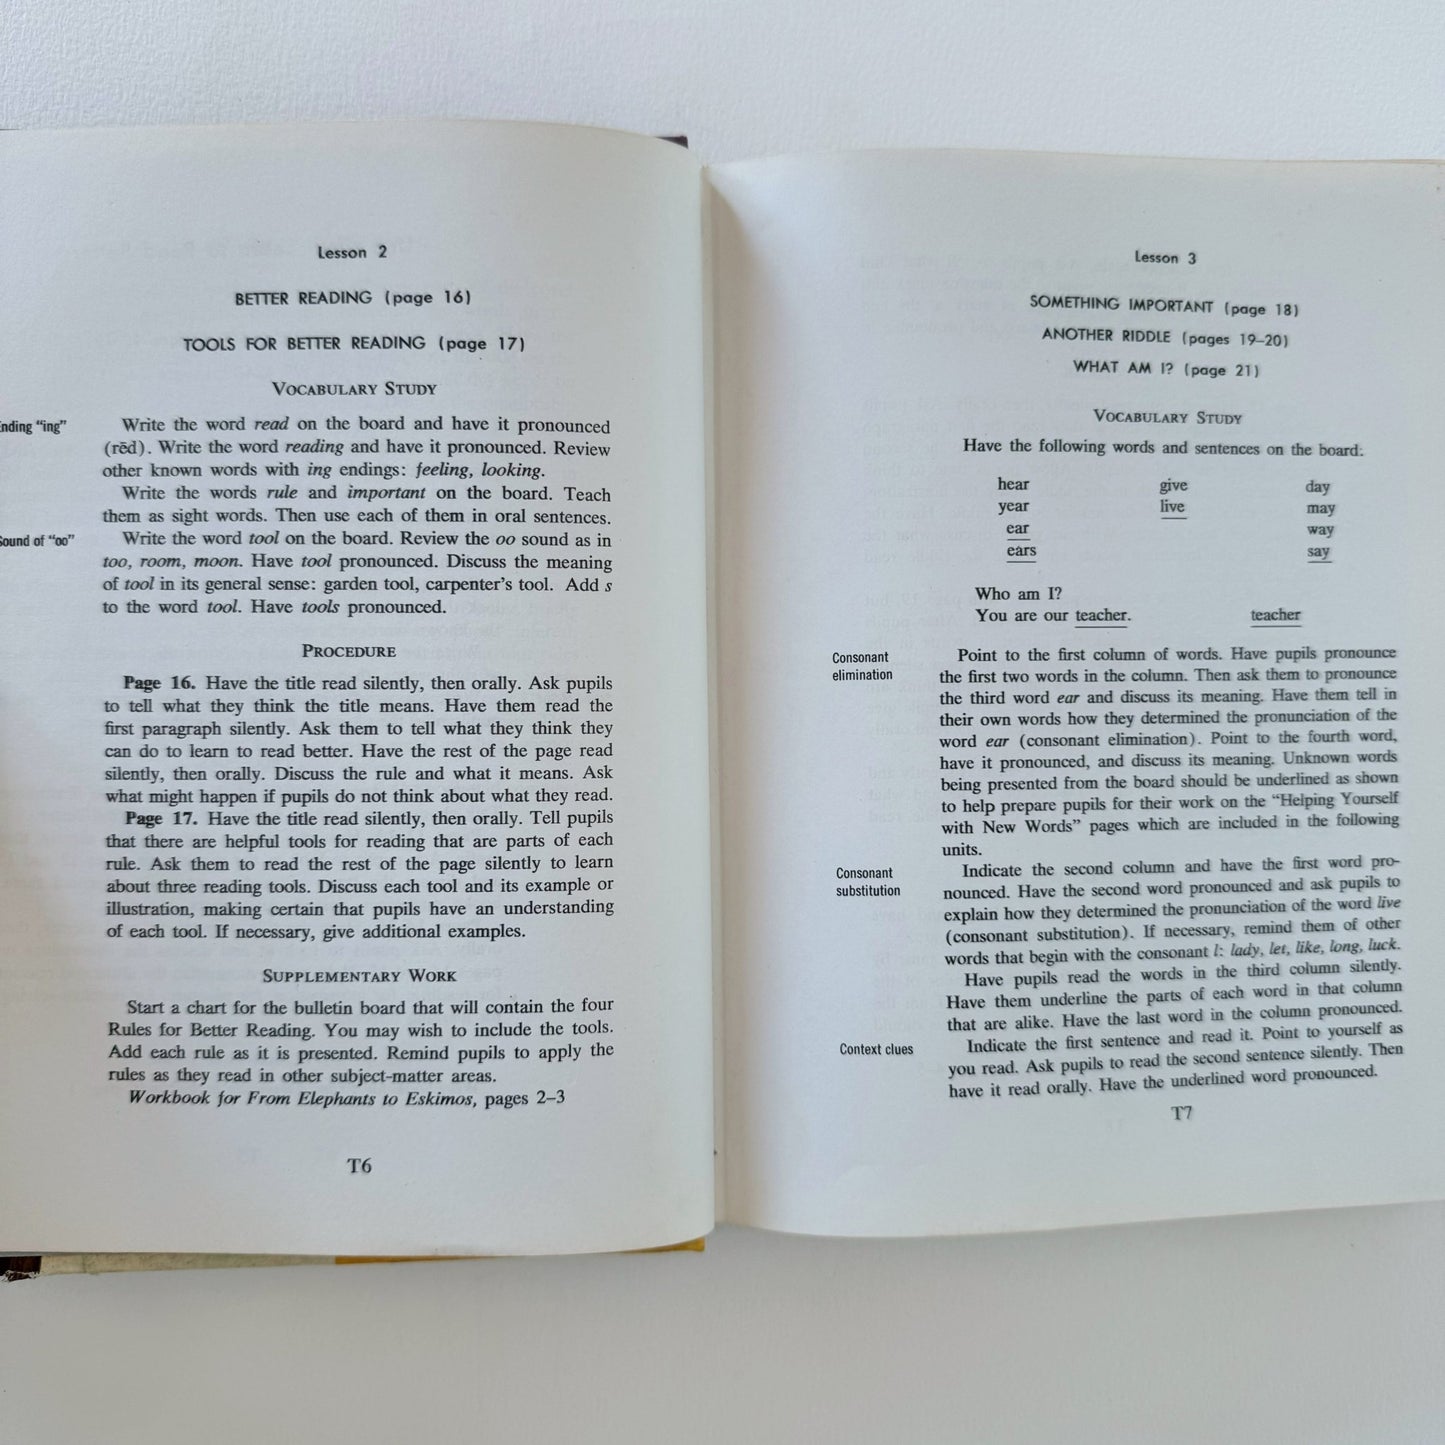 Lesson 2
BETTER READING (page 16)
TOOLS FOR BETTER READING (page 17)
VOCABULARY STUDY
nding "ing"
Write the word read on the board and have it pronounced
(rēd). Write the word reading and have it pronounced. Review
other known words with ing endings: feeling, looking.
Write the words rule and important on the board. Teach
them as sight words. Then use each of them in oral sentences.
Sound of "oo"
Write the word tool on the board. Review the oo sound as in
too, room, moon. Have tool pronounced. Discuss the meaning
of tool in its general sense: garden tool, carpenter's tool. Add s
to the word tool. Have tools pronounced.
PROCEDURE
Page 16. Have the title read silently, then orally. Ask pupils
to tell what they think the title means. Have them read the
first paragraph silently. Ask them to tell what they think they
can do to learn to read better. Have the rest of the page read
silently, then orally. Discuss the rule and what it means. Ask
what might happen if pupils do not think about what they read.
Page 17. Have the title read silently, then orally. Tell pupils
that there are helpful tools for reading that are parts of each
rule. Ask them to read the rest of the page silently to learn
about three reading tools. Discuss each tool and its example or
illustration, making certain that pupils have an understanding
of each tool. If necessary, give additional examples.
SUPPLEMENTARY WORK
Start a chart for the bulletin board that will contain the four
Rules for Better Reading. You may wish to include the tools.
Add each rule as it is presented. Remind pupils to apply the
rules as they read in other subject-matter areas.
Workbook for From Elephants to Eskimos, pages 2–3
T6
Lesson 3
SOMETHING IMPORTANT (page 18)
ANOTHER RIDDLE (pages 19–20)
WHAT AM I? (page 21)
VOCABULARY STUDY
Have the following words and sentences on the board:
hear give day
year live may
ear way
ears say
Who am I?
You are our teacher. teacher
Consonant
elimination
Point to the first column of words. Have pupils pronounce
the first two words in the column. Then ask them to pronounce
the third word ear and discuss its meaning. Have them tell in
their own words how they determined the pronunciation of the
word ear (consonant elimination). Point to the fourth word,
have it pronounced, and discuss its meaning. Unknown words
being presented from the board should be underlined as shown
to help prepare pupils for their work on the "Helping Yourself
with New Words" pages which are included in the following
units.
Consonant
substitution
Indicate the second column and have the first word pro-
nounced. Have the second word pronounced and ask pupils to
explain how they determined the pronunciation of the word live
(consonant substitution). If necessary, remind them of other
words that begin with the consonant l: lady, let, like, long, luck.
Have pupils read the words in the third column silently.
Have them underline the parts of each word in that column
that are alike. Have the last word in the column pronounced.
Context clues
Indicate the first sentence and read it. Point to yourself as
you read. Ask pupils to read the second sentence silently. Then
have it read orally. Have the underlined word pronounced.
T7